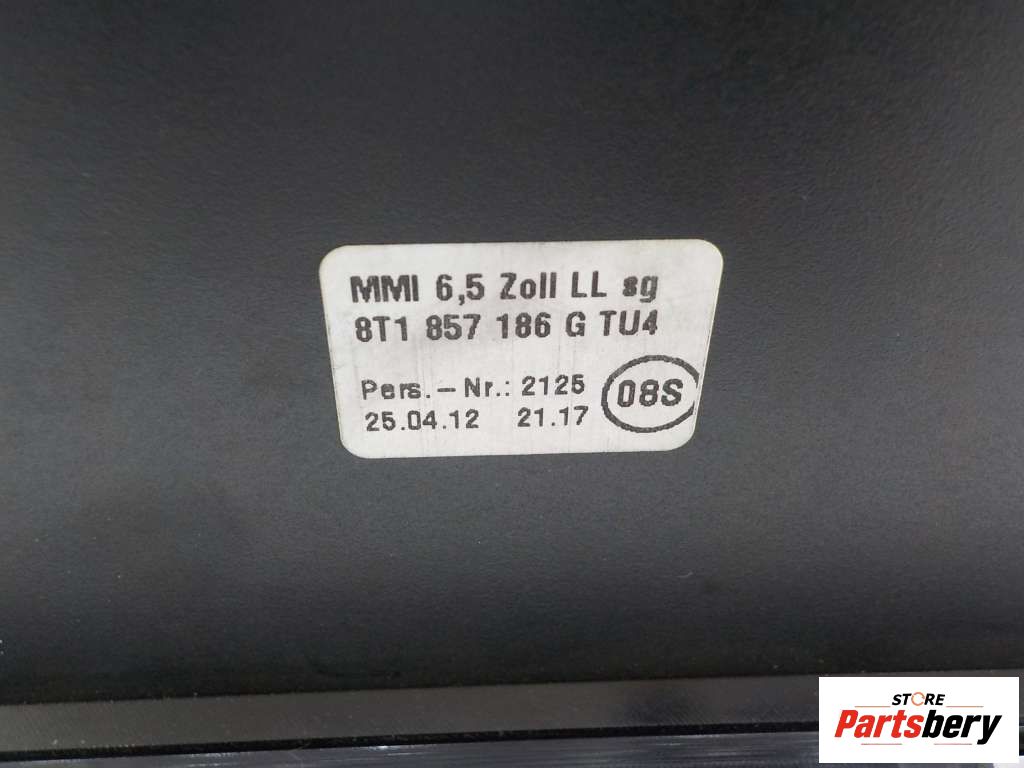 MMI 6,5 Zoll LL sg
8T1 857 186 G TU4
Pers.-Nr.: 2125
25.04.12 21.17
08S
STORE
Partsbery